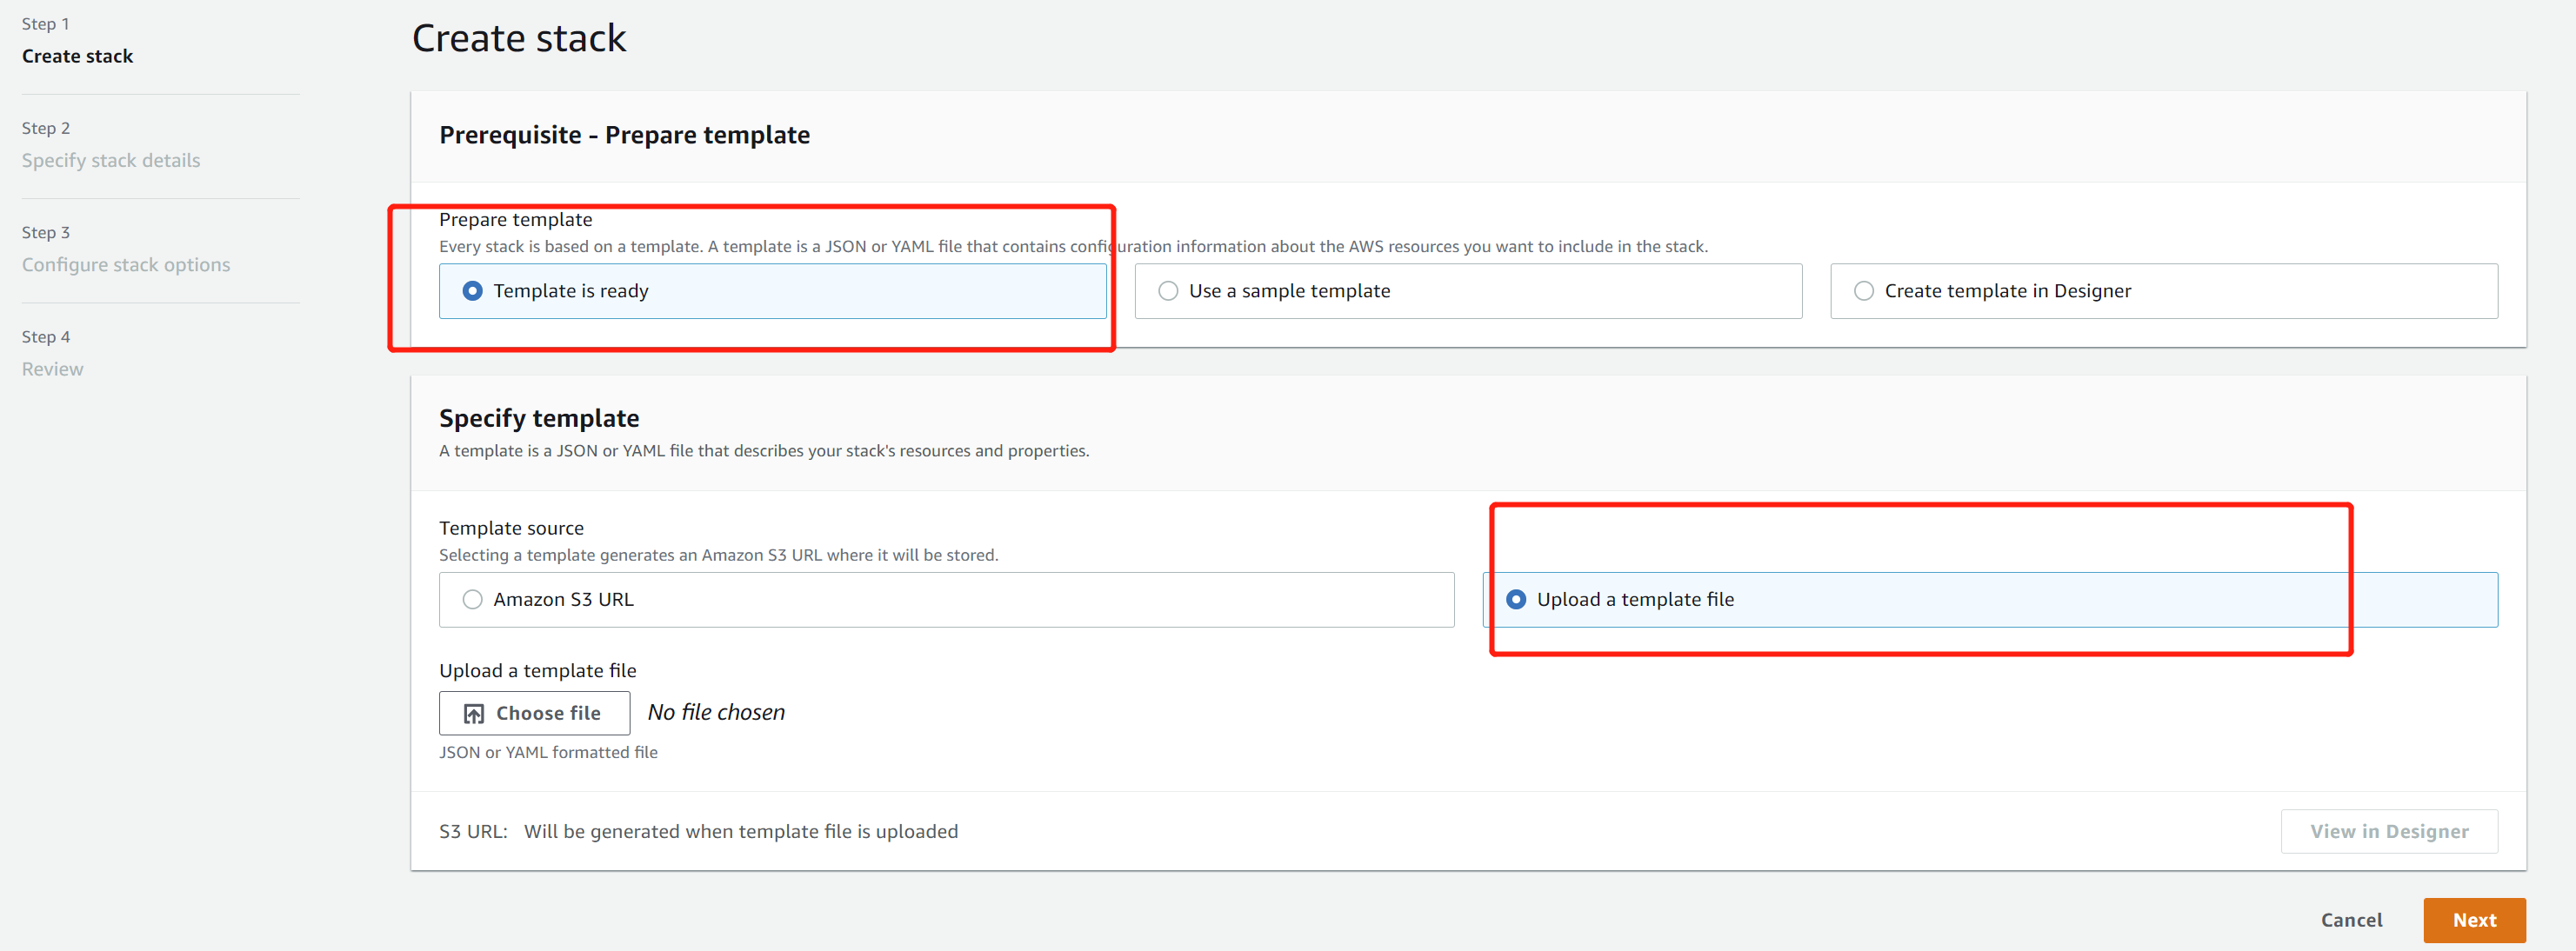 Step 1
Create stack
Step 2
Specify stack details
Step 3
Configure stack options
Step 4
Review
Create stack
Prerequisite - Prepare template
Prepare template
Every stack is based on a template. A template is a JSON or YAML file that contains configuration information about the AWS resources you want to include in the stack.
Template is ready
Use a sample template
Create template in Designer
Specify template
A template is a JSON or YAML file that describes your stack's resources and properties.
Template source
Selecting a template generates an Amazon S3 URL where it will be stored.
Amazon S3 URL
Upload a template file
Upload a template file
Choose file No file chosen
JSON or YAML formatted file
S3 URL: Will be generated when template file is uploaded
View in Designer
Cancel
Next